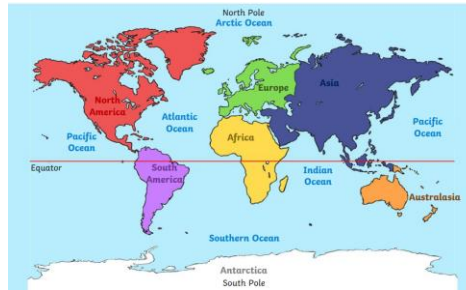 North Pole
Arctic Ocean
Europe
Asia
North
America
Atlantic
Ocean
Pacific
Ocean
Pacific
Ocean
Africa
Equator
South
America
Indian
Ocean
Australasia
Southern Ocean
Antarctica
South Pole